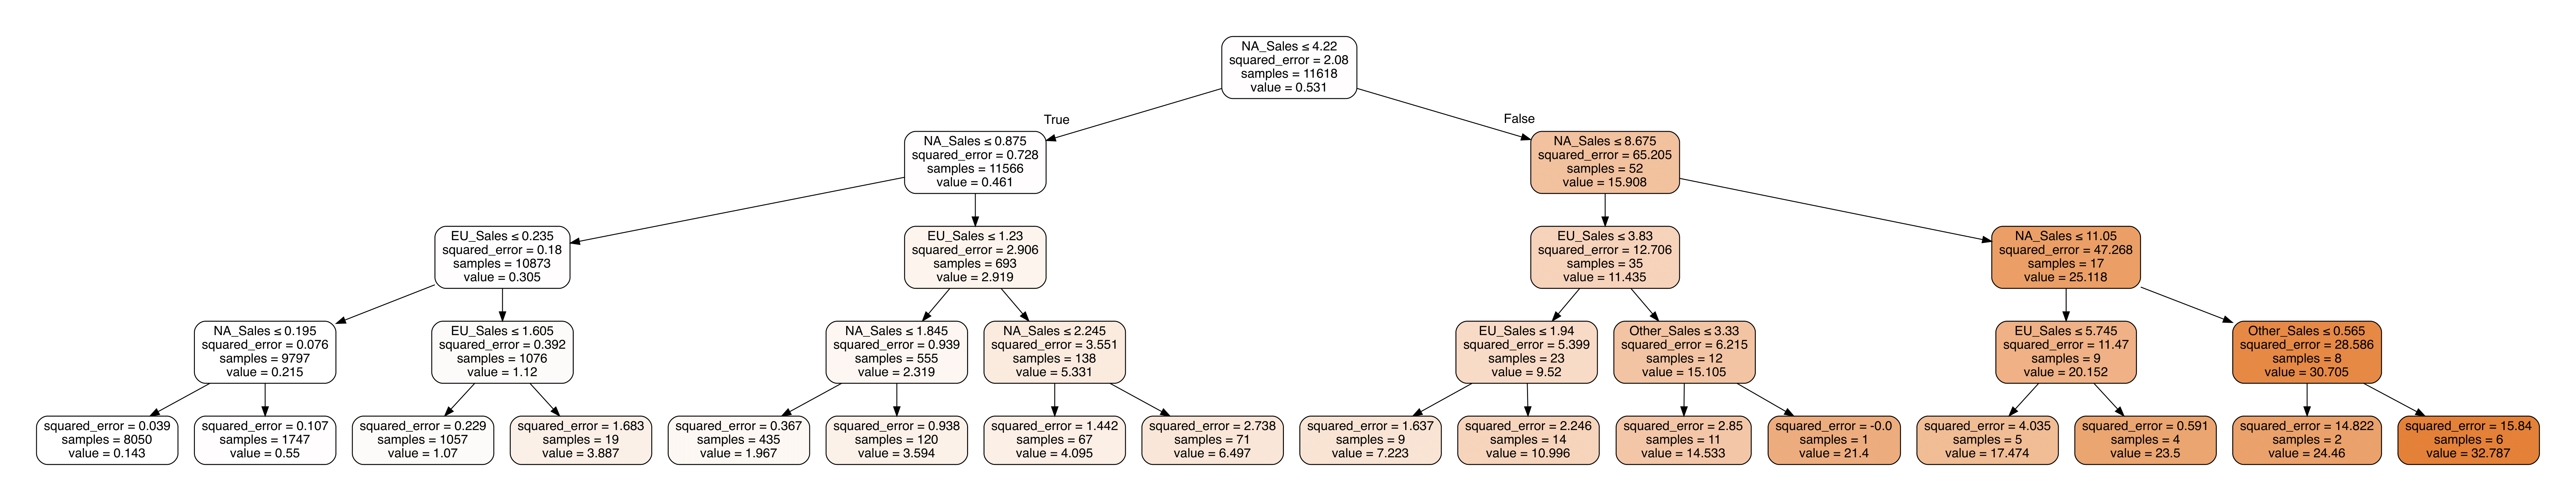 NA_Sales ≤ 4.22
squared_error = 2.08
samples = 11618
value = 0.531
True
False
NA_Sales ≤ 0.875
squared_error = 0.728
samples = 11566
value = 0.461
NA_Sales ≤ 8.675
squared_error = 65.205
samples = 52
value = 15.908
EU_Sales ≤ 0.235
squared_error = 0.18
samples = 10873
value = 0.305
EU_Sales ≤ 1.23
squared_error = 2.906
samples = 693
value = 2.919
EU_Sales ≤ 3.83
squared_error = 12.706
samples = 35
value = 11.435
NA_Sales ≤ 11.05
squared_error = 47.268
samples = 17
value = 25.118
NA_Sales ≤ 0.195
squared_error = 0.076
samples = 9797
value = 0.215
EU_Sales ≤ 1.605
squared_error = 0.392
samples = 1076
value = 1.12
NA_Sales ≤ 1.845
squared_error = 0.939
samples = 555
value = 2.319
NA_Sales ≤ 2.245
squared_error = 3.551
samples = 138
value = 5.331
EU_Sales ≤ 1.94
squared_error = 5.399
samples = 23
value = 9.52
Other_Sales ≤ 3.33
squared_error = 6.215
samples = 12
value = 15.105
EU_Sales ≤ 5.745
squared_error = 11.47
samples = 9
value = 20.152
Other_Sales ≤ 0.565
squared_error = 28.586
samples = 8
value = 30.705
squared_error = 0.039
samples = 8050
value = 0.143
squared_error = 0.107
samples = 1747
value = 0.55
squared_error = 0.229
samples = 1057
value = 1.07
squared_error = 1.683
samples = 19
value = 3.887
squared_error = 0.367
samples = 435
value = 1.967
squared_error = 0.938
samples = 120
value = 3.594
squared_error = 1.442
samples = 67
value = 4.095
squared_error = 2.738
samples = 71
value = 6.497
squared_error = 1.637
samples = 9
value = 7.223
squared_error = 2.246
samples = 14
value = 10.996
squared_error = 2.85
samples = 11
value = 14.533
squared_error = -0.0
samples = 1
value = 21.4
squared_error = 4.035
samples = 5
value = 17.474
squared_error = 0.591
samples = 4
value = 23.5
squared_error = 14.822
samples = 2
value = 24.46
squared_error = 15.84
samples = 6
value = 32.787